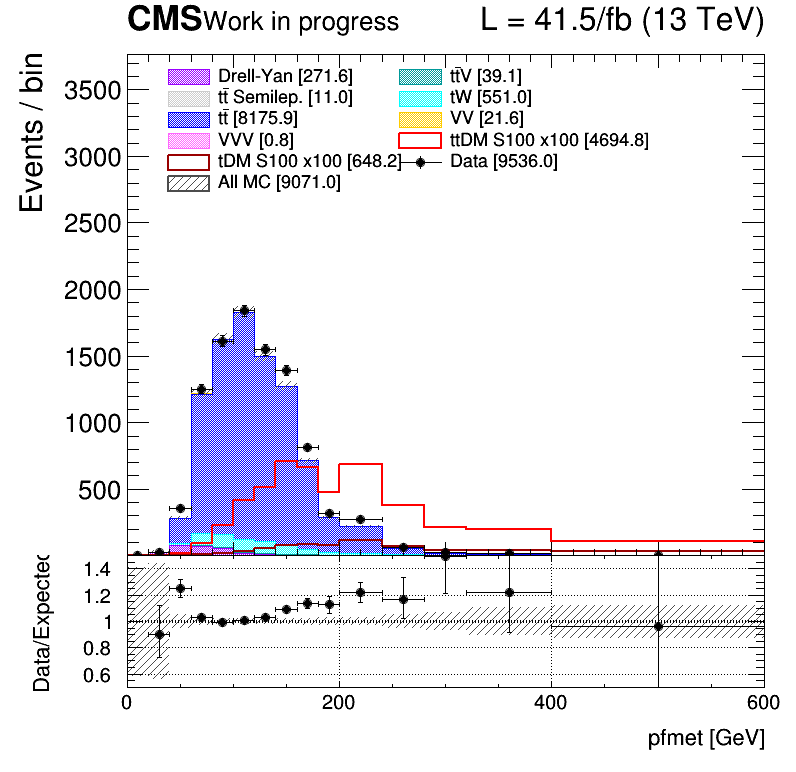 CMS Work in progress L = 41.5/fb (13 TeV)
Events / bin
3500
3000
2500
2000
1500
1000
500
Drell-Yan [271.6] tt̄V [39.1]
tt̄ Semilep. [11.0] tW [551.0]
tt̄ [8175.9] VV [21.6]
VVV [0.8] ttDM S100 x100 [4694.8]
tDM S100 x100 [648.2] Data [9536.0]
All MC [9071.0]
Data/Expected
1.4
1.2
1
0.8
0.6
0 200 400 600
pfmet [GeV]